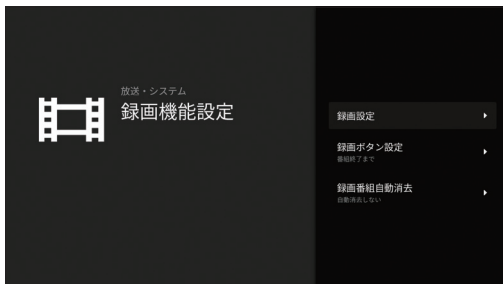 放送・システム
録画機能設定
録画設定
録画ボタン設定
番組終了まで
録画番組自動消去
自動消去しない